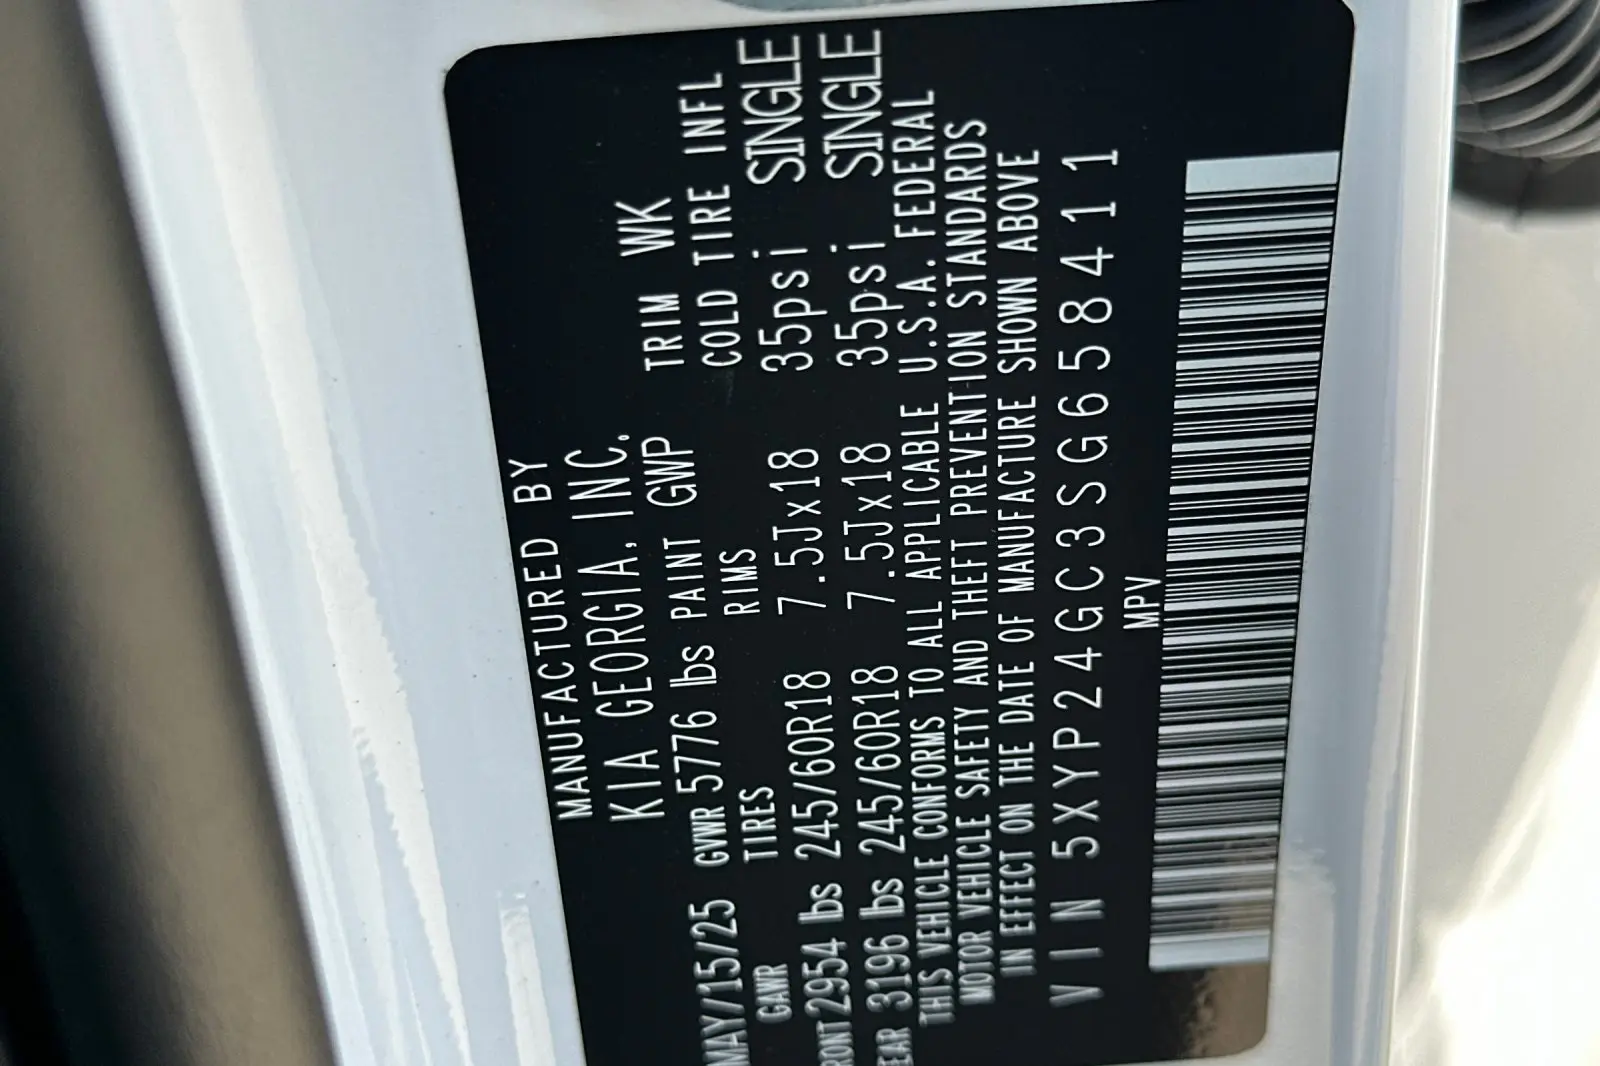 MANUFACTURED BY
KIA GEORGIA, INC.
MAY/15/25 GVWR 5776 lbs PAINT GWP TRIM WK
GAWR TIRES RIMS COLD TIRE INFL
RONT 2954 lbs 245/60R18 7.5Jx18 35psi SINGLE
EAR 3196 lbs 245/60R18 7.5Jx18 35psi SINGLE
THIS VEHICLE CONFORMS TO ALL APPLICABLE U.S.A. FEDERAL
MOTOR VEHICLE SAFETY AND THEFT PREVENTION STANDARDS
IN EFFECT ON THE DATE OF MANUFACTURE SHOWN ABOVE
VIN 5XYP24GC3SG658411
MPV